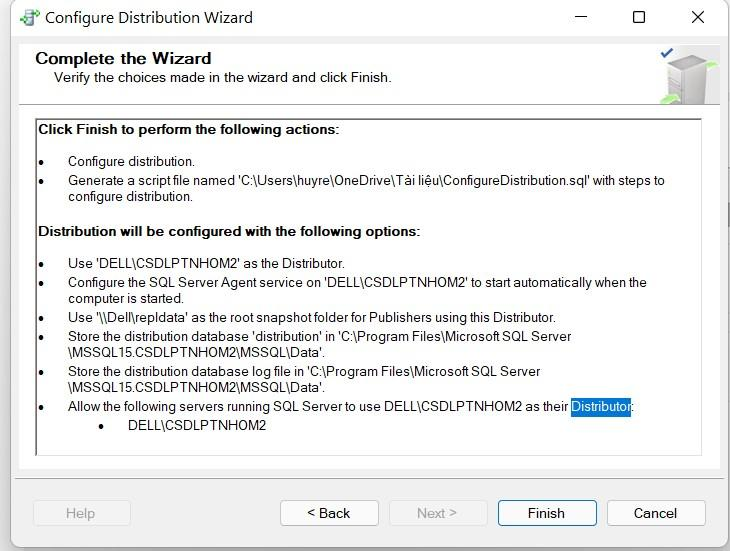 Configure Distribution Wizard
Complete the Wizard
Verify the choices made in the wizard and click Finish.
Click Finish to perform the following actions:
• Configure distribution.
• Generate a script file named 'C:\Users\huyre\OneDrive\Tài liệu\ConfigureDistribution.sql' with steps to
configure distribution.
Distribution will be configured with the following options:
• Use 'DELL\CSDLPTNHOM2' as the Distributor.
• Configure the SQL Server Agent service on 'DELL\CSDLPTNHOM2' to start automatically when the
computer is started.
• Use '\\Dell\repldata' as the root snapshot folder for Publishers using this Distributor.
• Store the distribution database 'distribution' in 'C:\Program Files\Microsoft SQL Server
\MSSQL15.CSDLPTNHOM2\MSSQL\Data'.
• Store the distribution database log file in 'C:\Program Files\Microsoft SQL Server
\MSSQL15.CSDLPTNHOM2\MSSQL\Data'.
• Allow the following servers running SQL Server to use DELL\CSDLPTNHOM2 as their Distributor:
• DELL\CSDLPTNHOM2
Help
< Back
Next >
Finish
Cancel